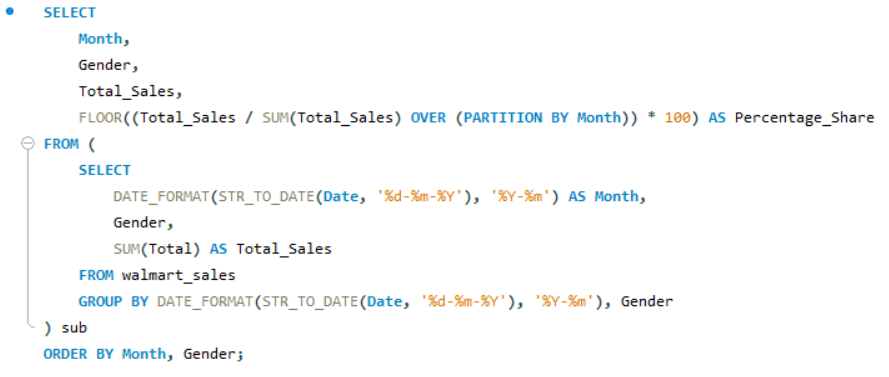 SELECT
Month,
Gender,
Total_Sales,
FLOOR((Total_Sales / SUM(Total_Sales) OVER (PARTITION BY Month)) * 100) AS Percentage_Share
FROM (
SELECT
DATE_FORMAT(STR_TO_DATE(Date, '%d-%m-%Y'), '%Y-%m') AS Month,
Gender,
SUM(Total) AS Total_Sales
FROM walmart_sales
GROUP BY DATE_FORMAT(STR_TO_DATE(Date, '%d-%m-%Y'), '%Y-%m'), Gender
) sub
ORDER BY Month, Gender;